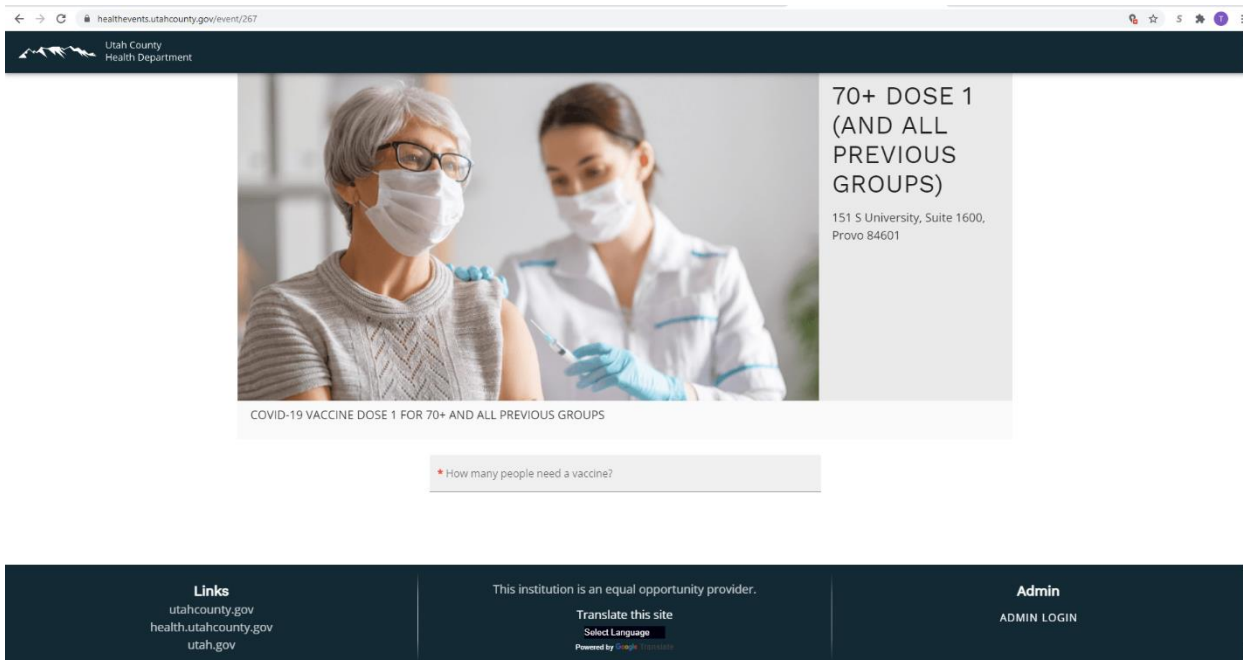 healthevents.utahcounty.gov/event/267
Utah County
Health Department
70+ DOSE 1
(AND ALL
PREVIOUS
GROUPS)
151 S University, Suite 1600,
Provo 84601
COVID-19 VACCINE DOSE 1 FOR 70+ AND ALL PREVIOUS GROUPS
* How many people need a vaccine?
Links
utahcounty.gov
health.utahcounty.gov
utah.gov
This institution is an equal opportunity provider.
Translate this site
Select Language
Powered by Google Translate
Admin
ADMIN LOGIN